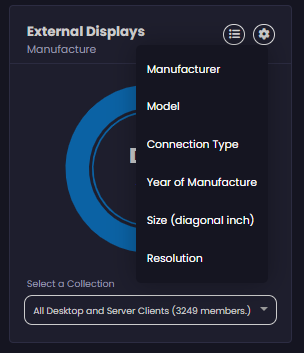 External Displays
Manufacture
Manufacturer
Model
Connection Type
Year of Manufacture
Size (diagonal inch)
Resolution
Select a Collection
All Desktop and Server Clients (3249 members.)